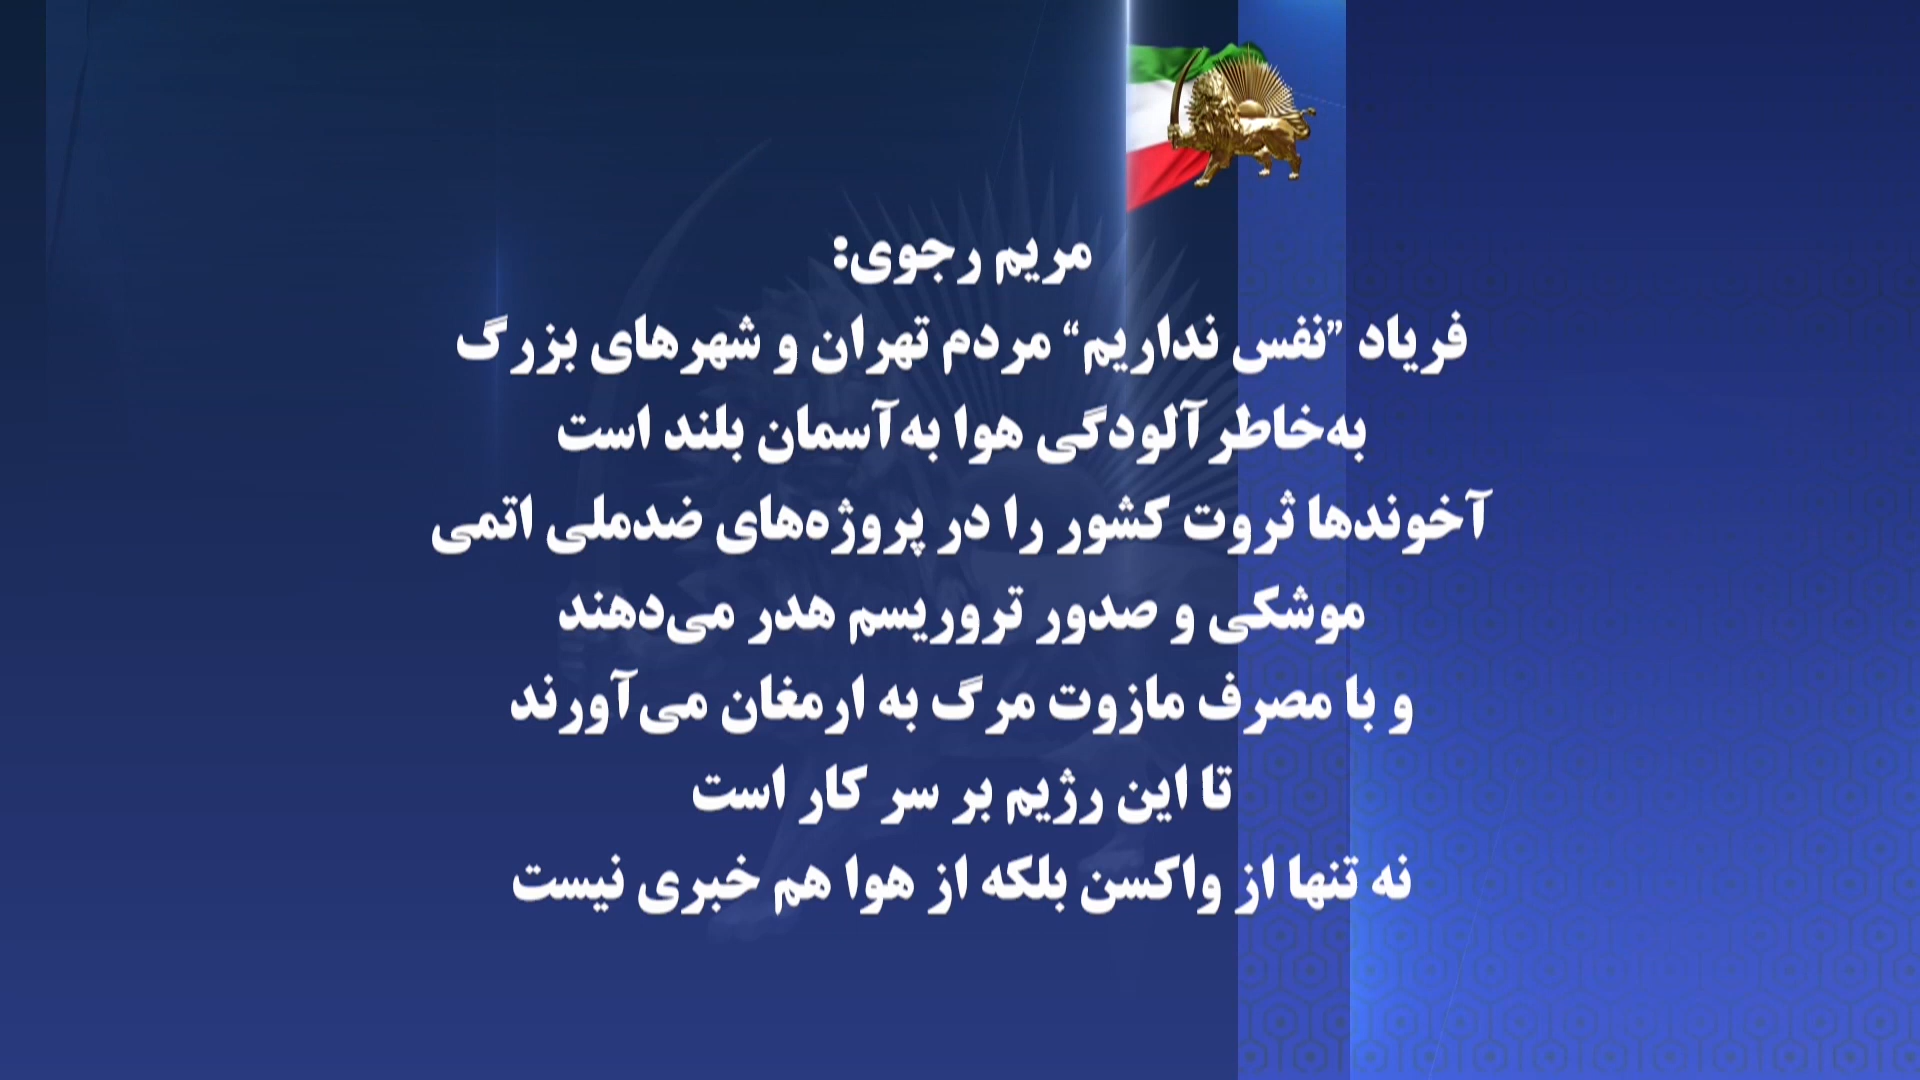 مریم رجوی:
فریاد ”نفس نداریم“ مردم تهران و شهرهای بزرگ
به‌خاطر آلودگی هوا به‌آسمان بلند است
آخوندها ثروت کشور را در پروژه‌های ضدملی اتمی
موشکی و صدور تروریسم هدر می‌دهند
و با مصرف مازوت مرگ به ارمغان می‌آورند
تا این رژیم بر سر کار است
نه تنها از واکسن بلکه از هوا هم خبری نیست